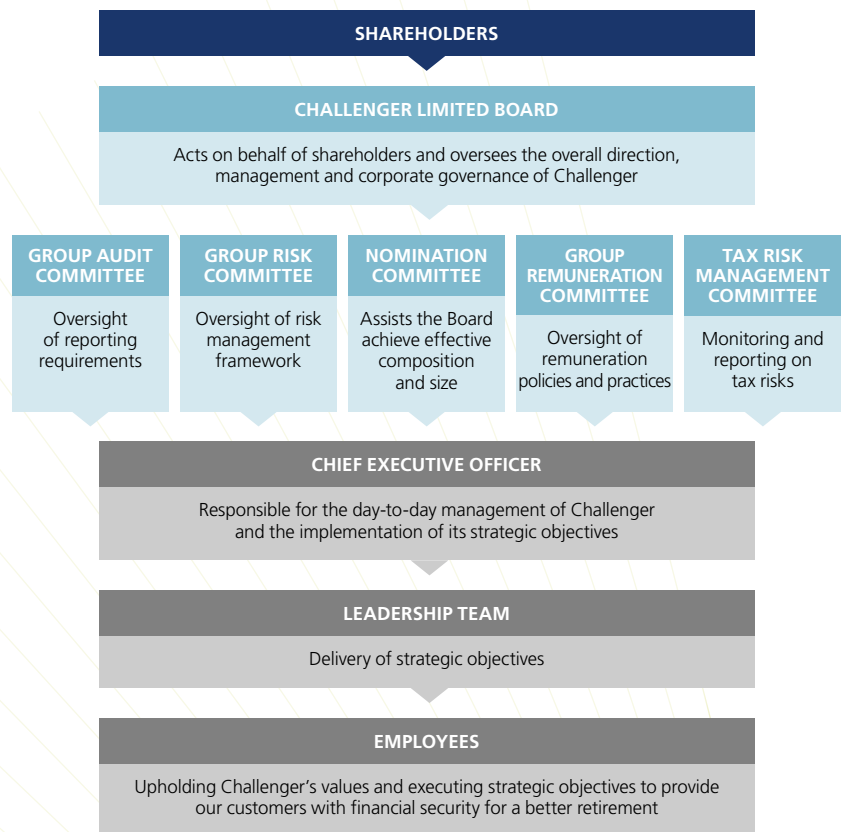 SHAREHOLDERS
CHALLENGER LIMITED BOARD
Acts on behalf of shareholders and oversees the overall direction,
management and corporate governance of Challenger
GROUP AUDIT
COMMITTEE
Oversight
of reporting
requirements
GROUP RISK
COMMITTEE
Oversight of risk
management
framework
NOMINATION
COMMITTEE
Assists the Board
achieve effective
composition
and size
GROUP
REMUNERATION
COMMITTEE
Oversight of
remuneration
policies and practices
TAX RISK
MANAGEMENT
COMMITTEE
Monitoring and
reporting on
tax risks
CHIEF EXECUTIVE OFFICER
Responsible for the day-to-day management of Challenger
and the implementation of its strategic objectives
LEADERSHIP TEAM
Delivery of strategic objectives
EMPLOYEES
Upholding Challenger’s values and executing strategic objectives to provide
our customers with financial security for a better retirement